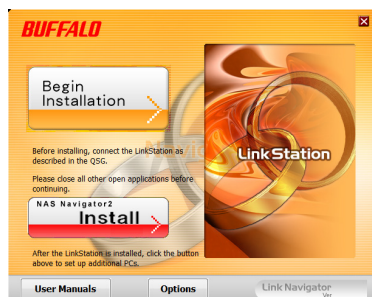 BUFFALO
Begin
Installation
Before installing, connect the LinkStation as
described in the QSG.
Please close all other open applications before
continuing.
NAS Navigator2
Install
After the LinkStation is installed, click the button
above to set up additional PCs.
LinkStation
User Manuals
Options
Link Navigator
Ver